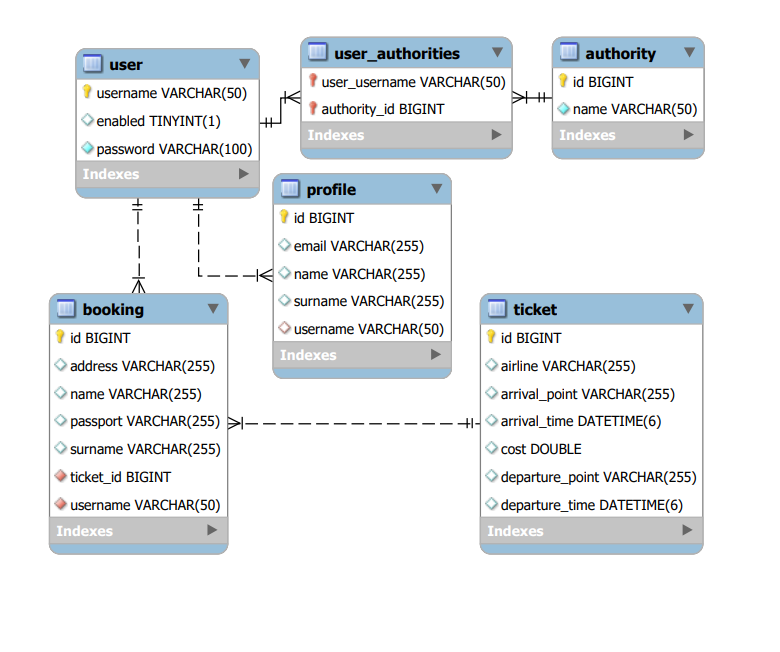 user
username VARCHAR(50)
enabled TINYINT(1)
password VARCHAR(100)
Indexes
user_authorities
user_username VARCHAR(50)
authority_id BIGINT
Indexes
authority
id BIGINT
name VARCHAR(50)
Indexes
profile
id BIGINT
email VARCHAR(255)
name VARCHAR(255)
surname VARCHAR(255)
username VARCHAR(50)
Indexes
booking
id BIGINT
address VARCHAR(255)
name VARCHAR(255)
passport VARCHAR(255)
surname VARCHAR(255)
ticket_id BIGINT
username VARCHAR(50)
Indexes
ticket
id BIGINT
airline VARCHAR(255)
arrival_point VARCHAR(255)
arrival_time DATETIME(6)
cost DOUBLE
departure_point VARCHAR(255)
departure_time DATETIME(6)
Indexes